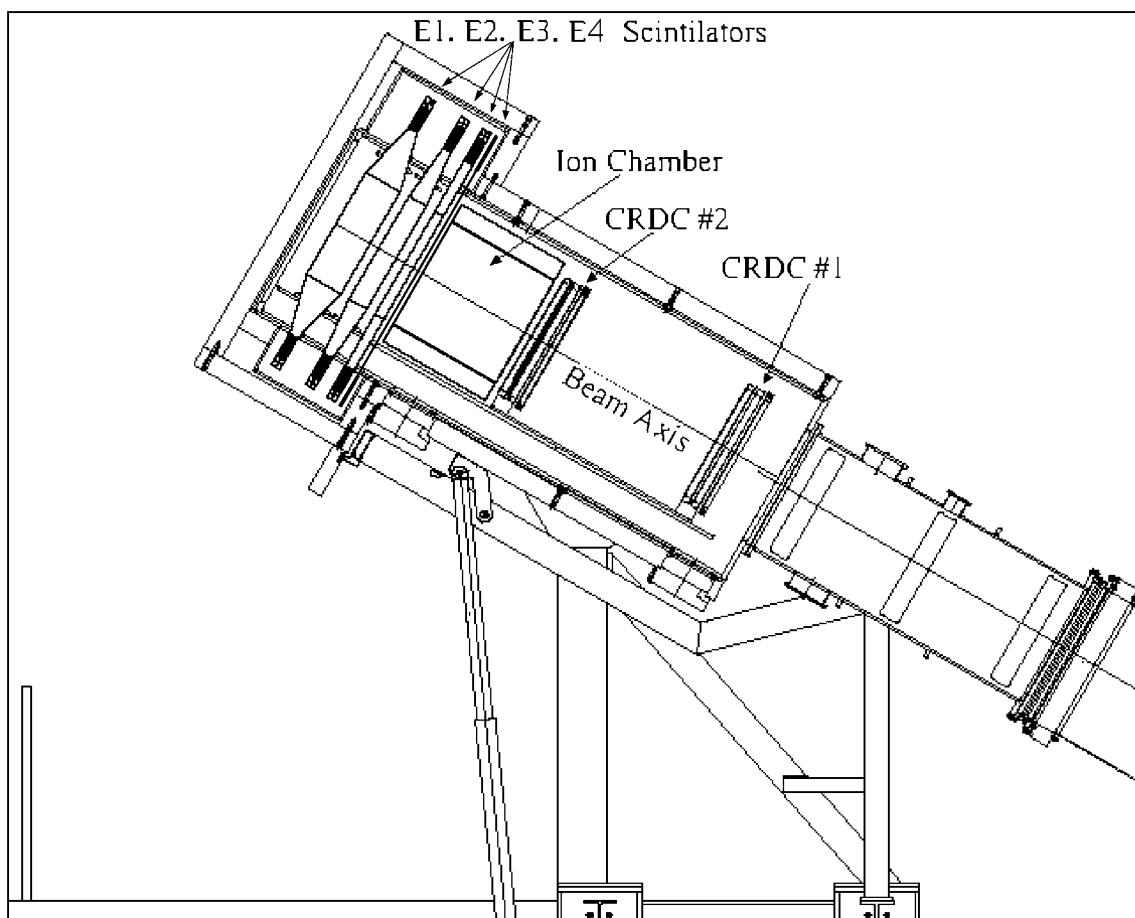 E1. E2. E3. E4 Scintilators
Ion Chamber
CRDC #2
CRDC #1
Beam Axis